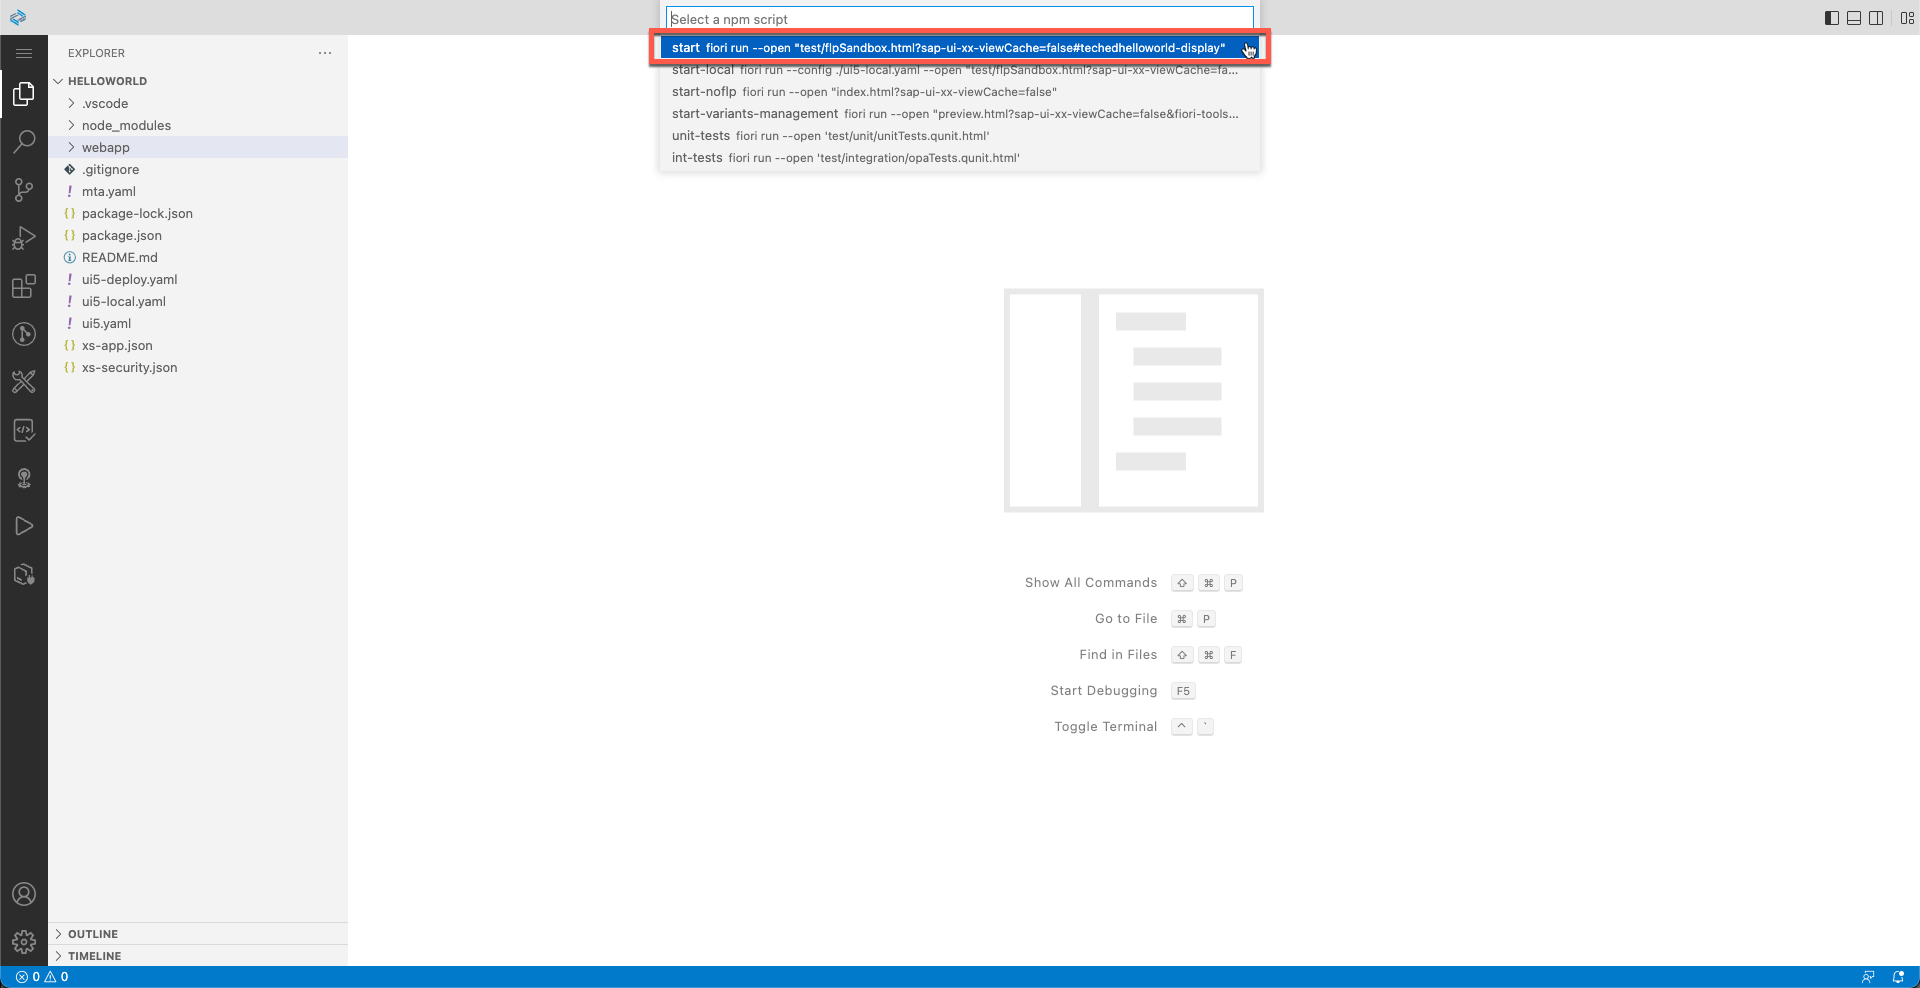 Select a npm script
start fiori run --open "test/flpSandbox.html?sap-ui-xx-viewCache=false#techedhelloworld-display"
start-local fiori run --config ./ui5-local.yaml --open "test/flpSandbox.html?sap-ui-xx-viewCache=fa...
start-noflp fiori run --open "index.html?sap-ui-xx-viewCache=false"
start-variants-management fiori run --open "preview.html?sap-ui-xx-viewCache=false&fiori-tools...
unit-tests fiori run --open 'test/unit/unitTests.qunit.html'
int-tests fiori run --open 'test/integration/opaTests.qunit.html'
EXPLORER
HELLOWORLD
.vscode
node_modules
webapp
.gitignore
! mta.yaml
{} package-lock.json
{} package.json
README.md
! ui5-deploy.yaml
! ui5-local.yaml
! ui5.yaml
{} xs-app.json
{} xs-security.json
Show All Commands ⇧ ⌘ P
Go to File ⌘ P
Find in Files ⇧ ⌘ F
Start Debugging F5
Toggle Terminal ^ `
OUTLINE
TIMELINE
0 0